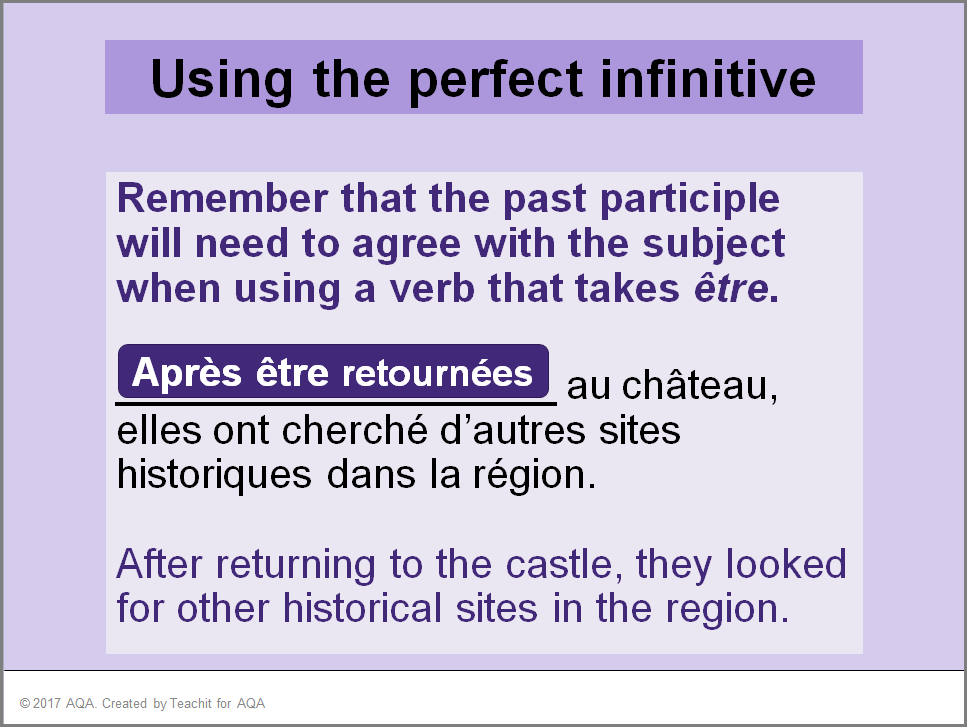 Using the perfect infinitive
Remember that the past participle
will need to agree with the subject
when using a verb that takes être.
Après être retournées au château,
elles ont cherché d’autres sites
historiques dans la région.
After returning to the castle, they looked
for other historical sites in the region.
© 2017 AQA. Created by Teachit for AQA